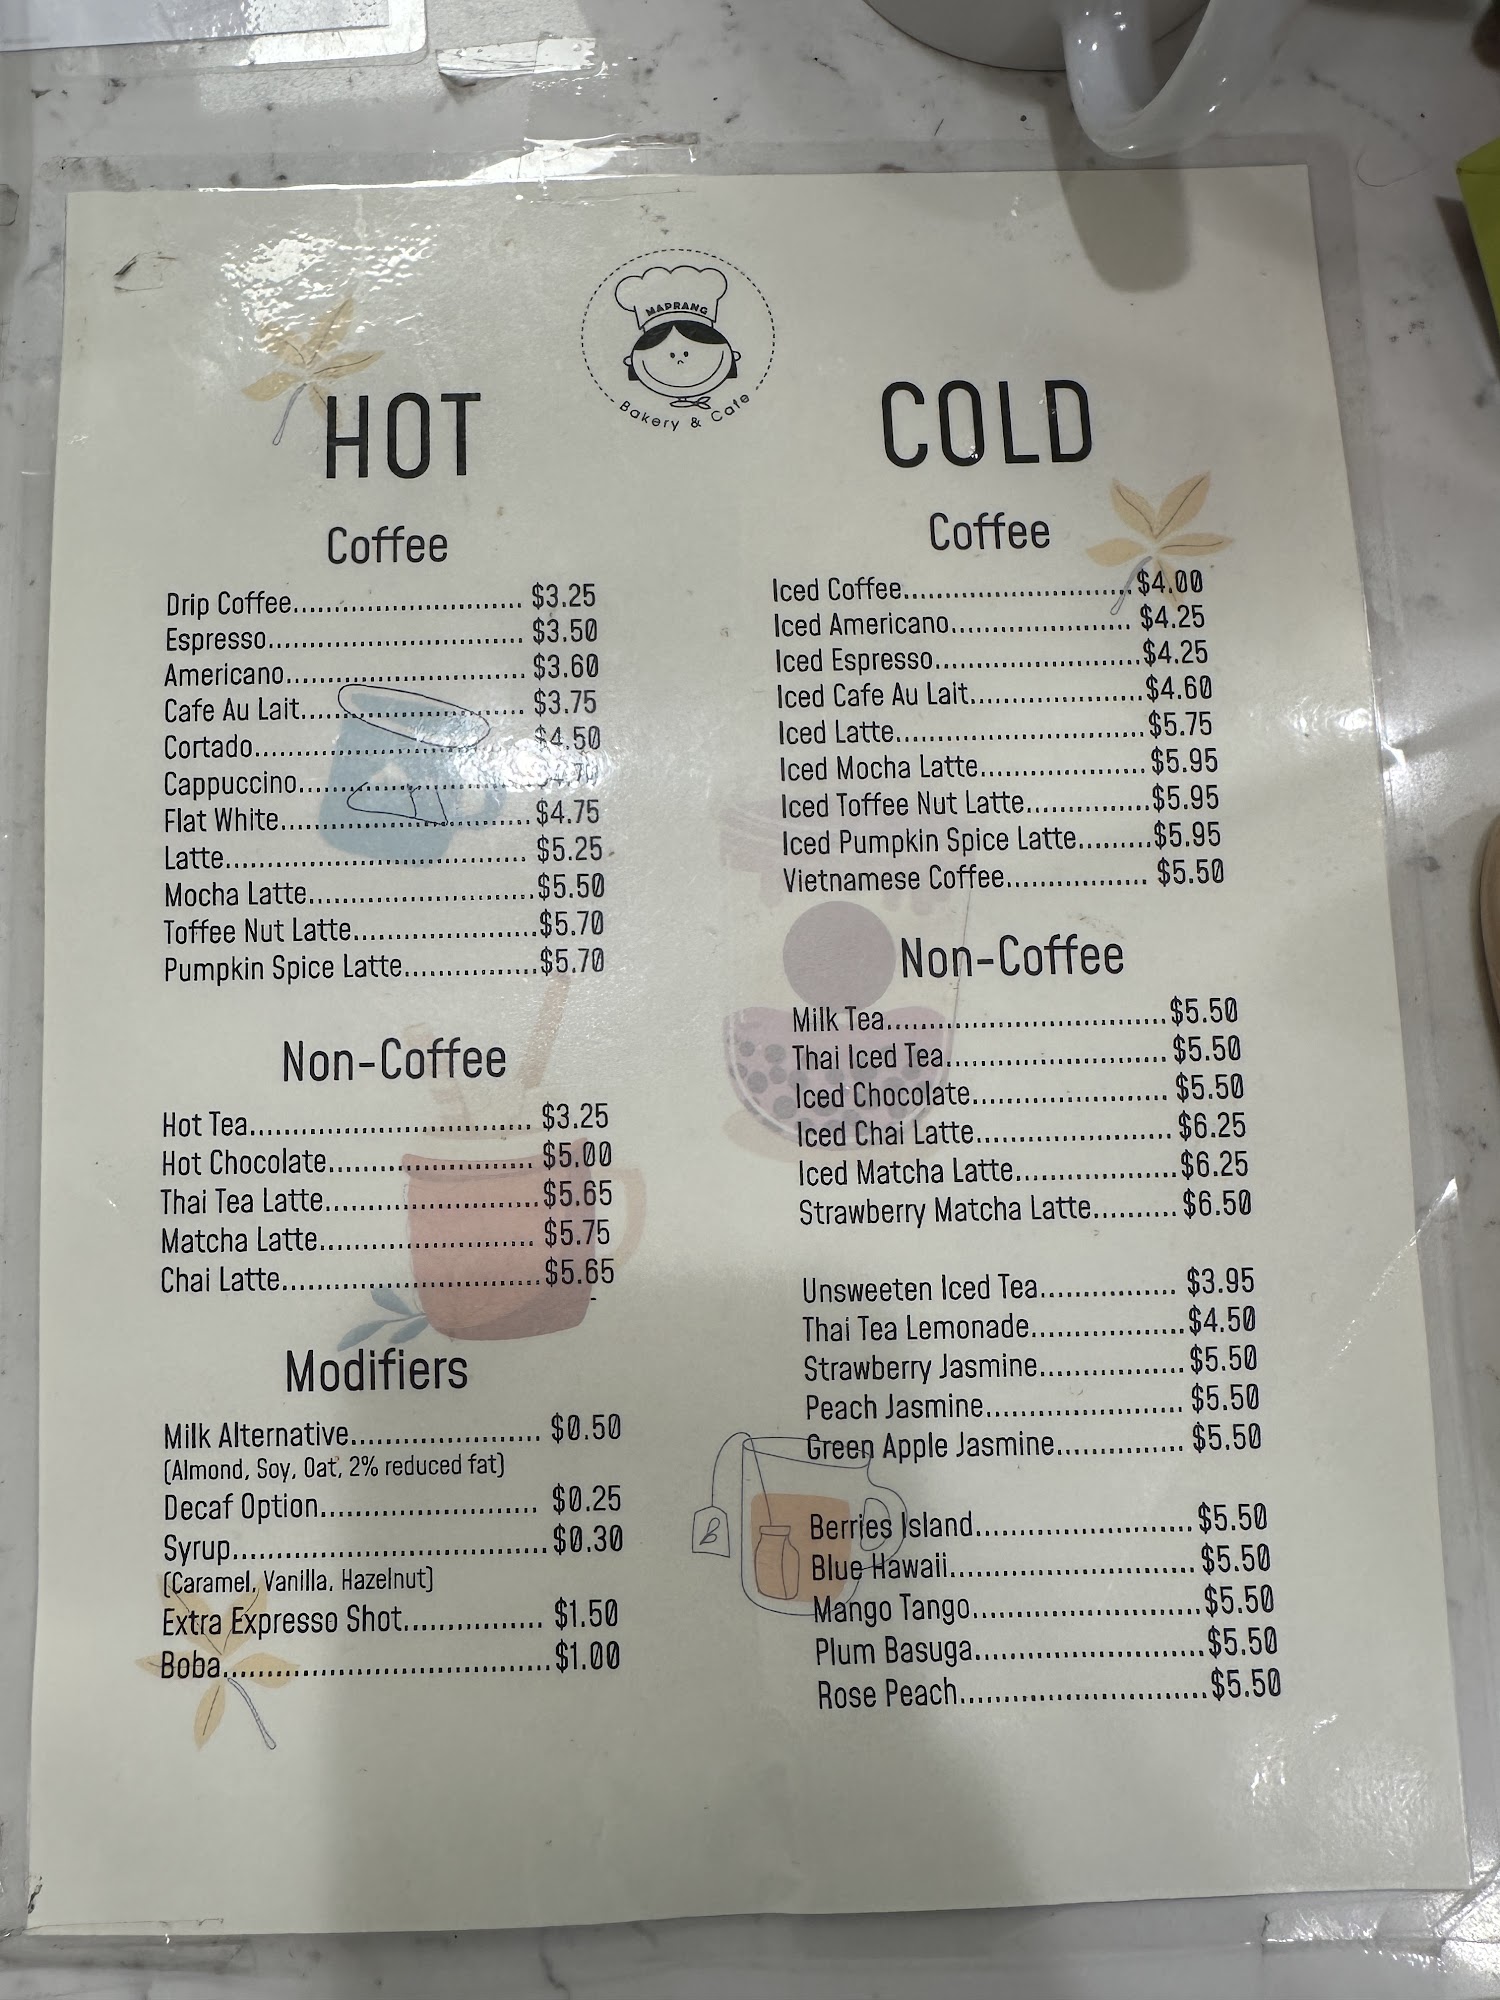 MAPRANG
Bakery & Cafe
HOT
Coffee
Drip Coffee............................ $3.25
Espresso............................... $3.50
Americano............................. $3.60
Cafe Au Lait........................... $3.75
Cortado................................. $4.50
Cappuccino............................ $4.70
Flat White..............................$4.75
Latte..................................... $5.25
Mocha Latte............................$5.50
Toffee Nut Latte.......................$5.70
Pumpkin Spice Latte.................$5.70
Non-Coffee
Hot Tea................................... $3.25
Hot Chocolate......................... $5.00
Thai Tea Latte..........................$5.65
Matcha Latte.......................... $5.75
Chai Latte...............................$5.65
Modifiers
Milk Alternative....................... $0.50
(Almond, Soy, Oat, 2% reduced fat)
Decaf Option.......................... $0.25
Syrup......................................$0.30
(Caramel, Vanilla, Hazelnut)
Extra Expresso Shot................. $1.50
Boba........................................$1.00
COLD
Coffee
Iced Coffee............................$4.00
Iced Americano...................... $4.25
Iced Espresso.........................$4.25
Iced Cafe Au Lait.....................$4.60
Iced Latte..............................$5.75
Iced Mocha Latte.................... $5.95
Iced Toffee Nut Latte...............$5.95
Iced Pumpkin Spice Latte.........$5.95
Vietnamese Coffee................. $5.50
Non-Coffee
Milk Tea..................................$5.50
Thai Iced Tea.......................... $5.50
Iced Chocolate........................ $5.50
Iced Chai Latte........................ $6.25
Iced Matcha Latte....................$6.25
Strawberry Matcha Latte.......... $6.50
Unsweeten Iced Tea................ $3.95
Thai Tea Lemonade..................$4.50
Strawberry Jasmine................ $5.50
Peach Jasmine....................... $5.50
Green Apple Jasmine............... $5.50
B
Berries Island..........................$5.50
Blue Hawaii............................. $5.50
Mango Tango...........................$5.50
Plum Basuga...........................$5.50
Rose Peach.............................$5.50